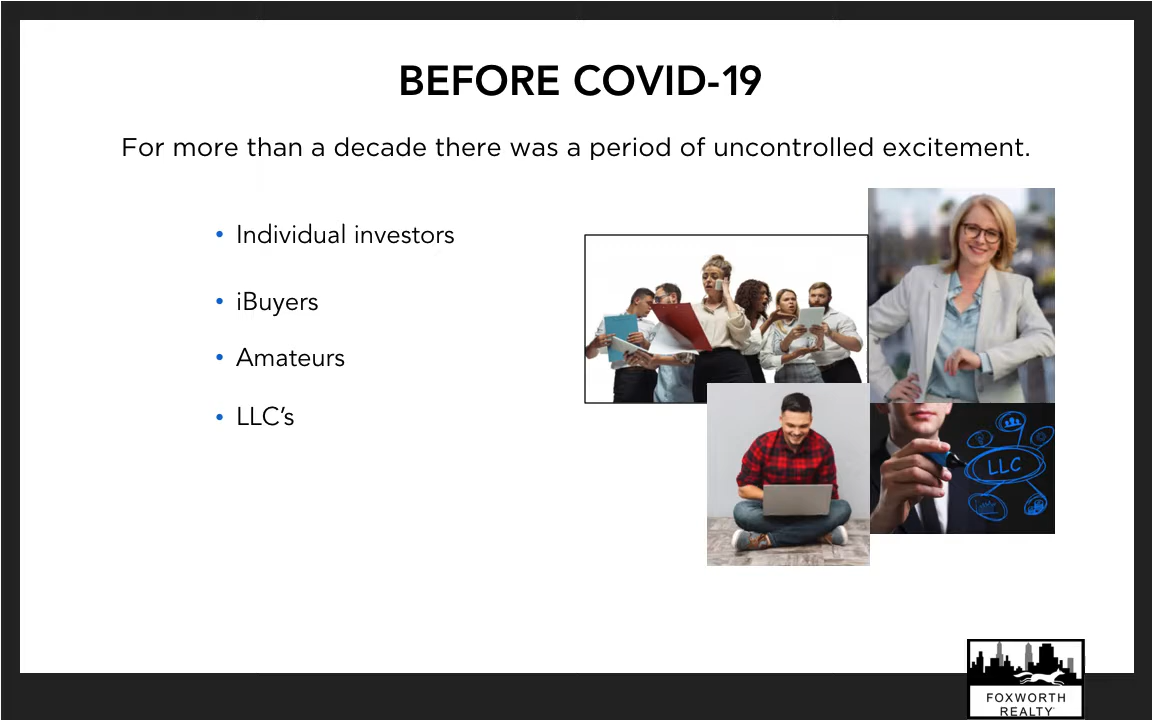 BEFORE COVID-19
For more than a decade there was a period of uncontrolled excitement.
• Individual investors
• iBuyers
• Amateurs
• LLC’s
LLC
FOXWORTH
REALTY